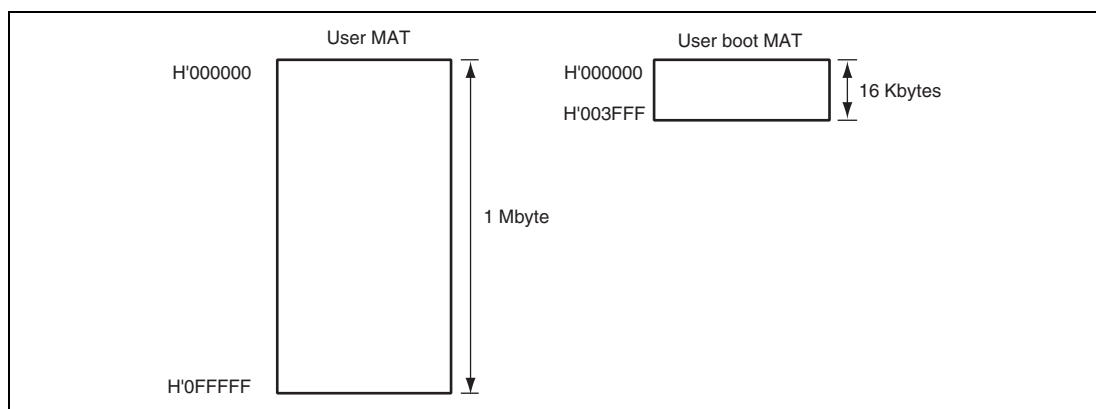 User MAT
H'000000
1 Mbyte
H'0FFFFF
User boot MAT
H'000000
16 Kbytes
H'003FFF